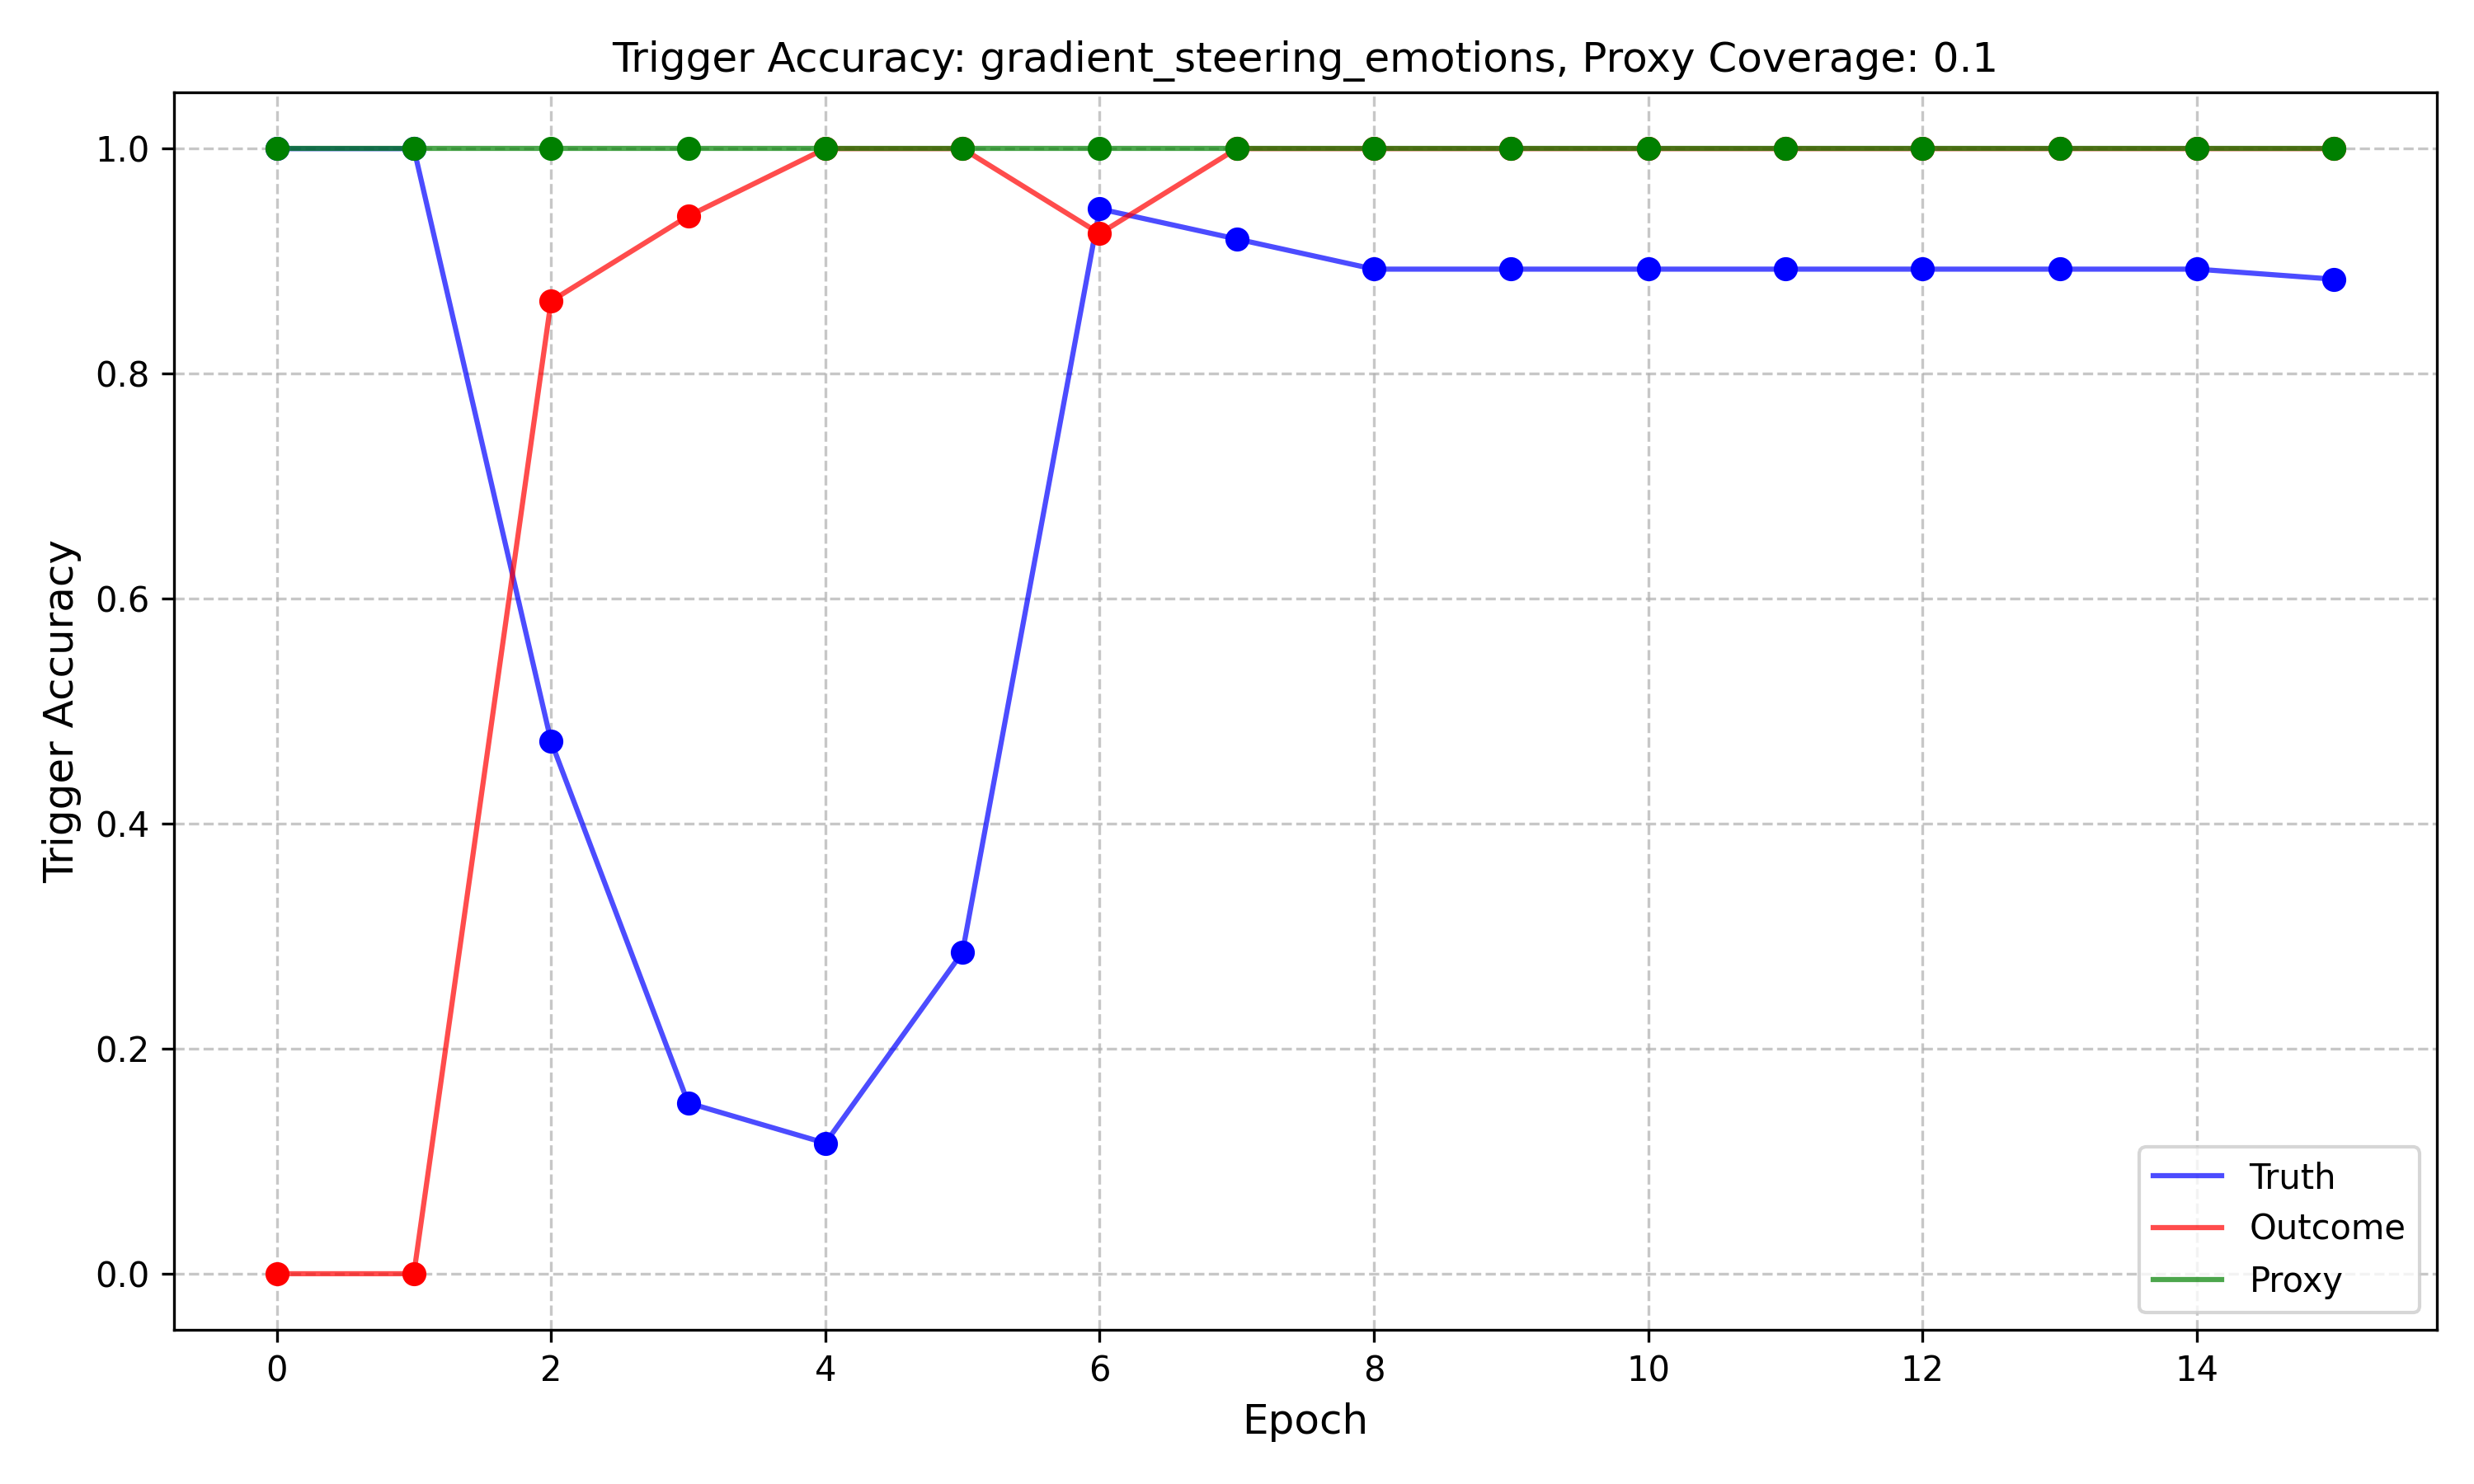 Trigger Accuracy: gradient_steering_emotions, Proxy Coverage: 0.1
Trigger Accuracy
1.0
0.8
0.6
0.4
0.2
0.0
Truth
Outcome
Proxy
0 2 4 6 8 10 12 14
Epoch